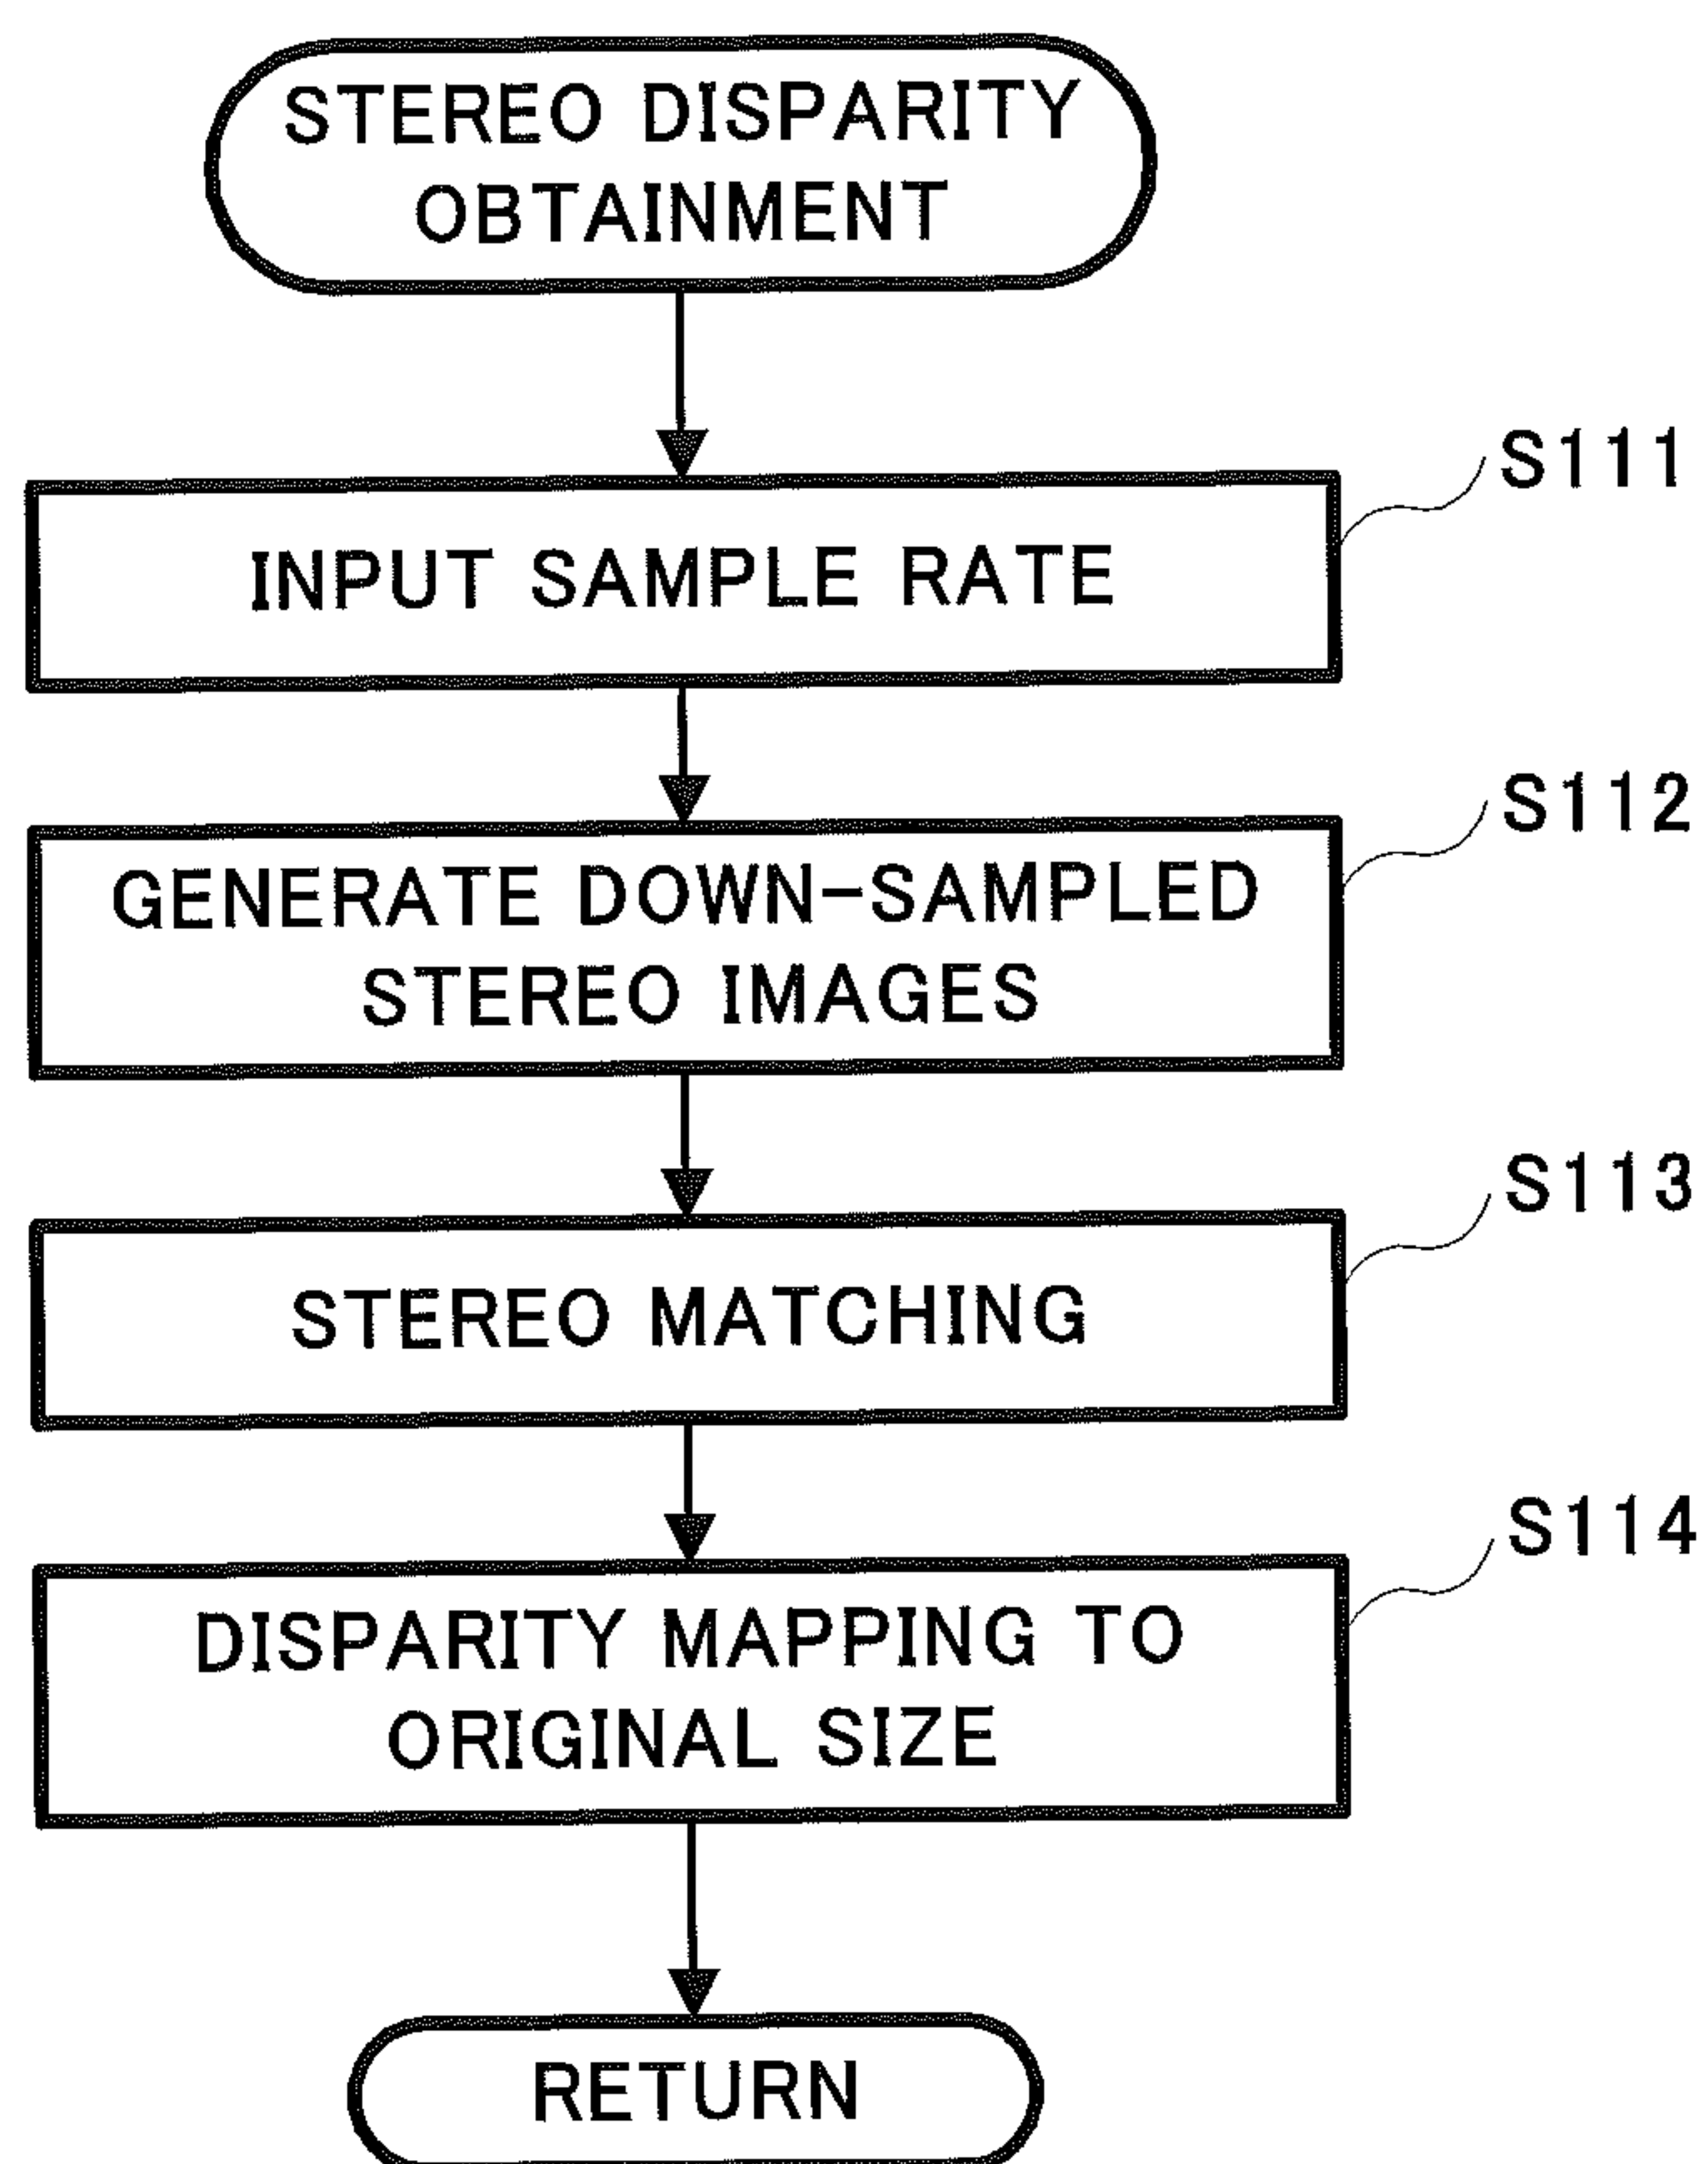 STEREO DISPARITY
OBTAINMENT
S111
INPUT SAMPLE RATE
S112
GENERATE DOWN-SAMPLED
STEREO IMAGES
S113
STEREO MATCHING
S114
DISPARITY MAPPING TO
ORIGINAL SIZE
RETURN